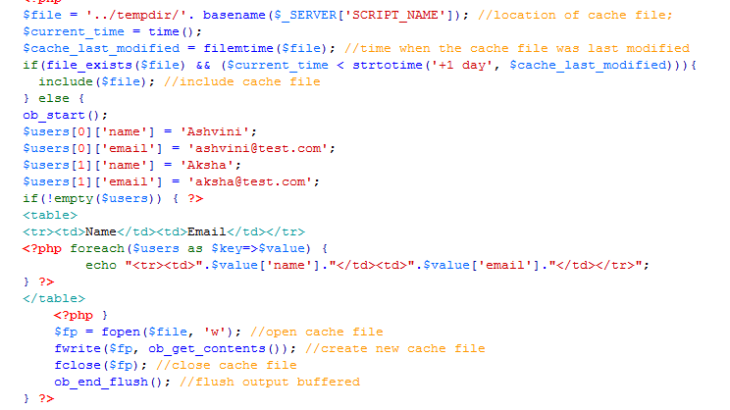 <?php
$file = '../tempdir/'. basename($_SERVER['SCRIPT_NAME']); //location of cache file;
$current_time = time();
$cache_last_modified = filemtime($file); //time when the cache file was last modified
if(file_exists($file) && ($current_time < strtotime('+1 day', $cache_last_modified))){
include($file); //include cache file
} else {
ob_start();
$users[0]['name'] = 'Ashvini';
$users[0]['email'] = 'ashvini@test.com';
$users[1]['name'] = 'Aksha';
$users[1]['email'] = 'aksha@test.com';
if(!empty($users)) { ?>
<table>
<tr><td>Name</td><td>Email</td></tr>
<?php foreach($users as $key=>$value) {
echo "<tr><td>".$value['name']."</td><td>".$value['email']."</td></tr>";
} ?>
</table>
<?php }
$fp = fopen($file, 'w'); //open cache file
fwrite($fp, ob_get_contents()); //create new cache file
fclose($fp); //close cache file
ob_end_flush(); //flush output buffered
} ?>